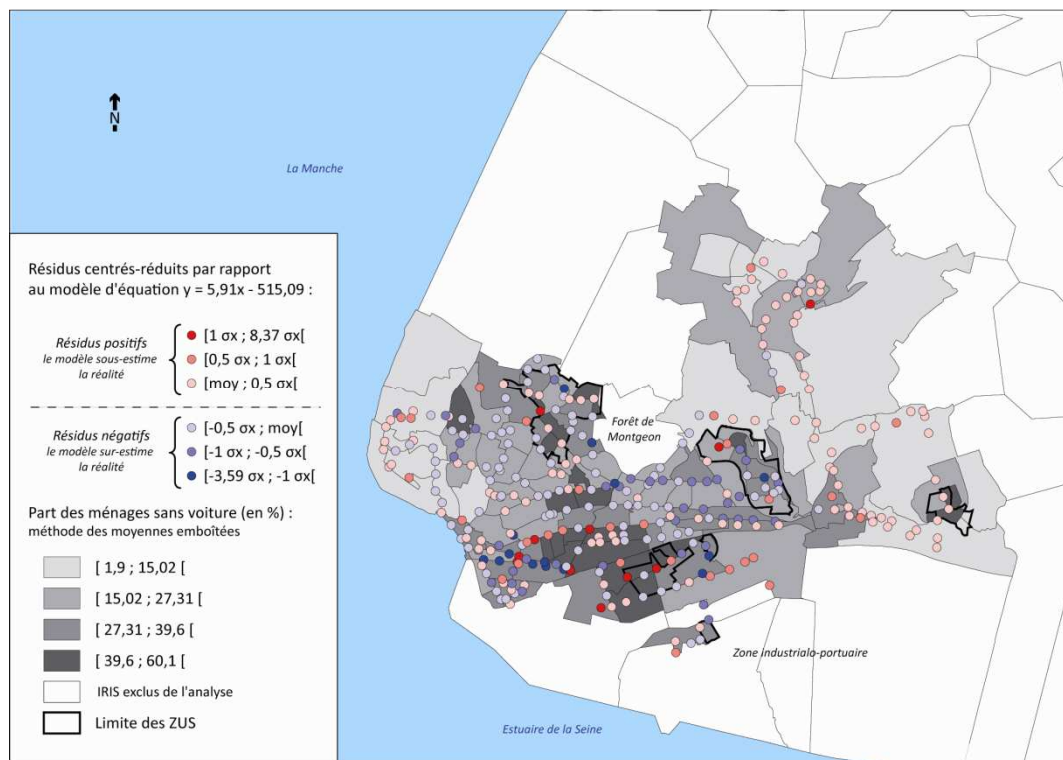 N
La Manche
Résidus centrés-réduits par rapport
au modèle d'équation y = 5,91x - 515,09 :
Résidus positifs
le modèle sous-estime
la réalité
[1 σx ; 8,37 σx[
[0,5 σx ; 1 σx[
[moy ; 0,5 σx[
Résidus négatifs
le modèle sur-estime
la réalité
[-0,5 σx ; moy[
[-1 σx ; -0,5 σx[
[-3,59 σx ; -1 σx[
Part des ménages sans voiture (en %) :
méthode des moyennes emboîtées
[ 1,9 ; 15,02 [
[ 15,02 ; 27,31 [
[ 27,31 ; 39,6 [
[ 39,6 ; 60,1 [
IRIS exclus de l'analyse
Limite des ZUS
Forêt de
Montgeon
Zone industrialo-portuaire
Estuaire de la Seine